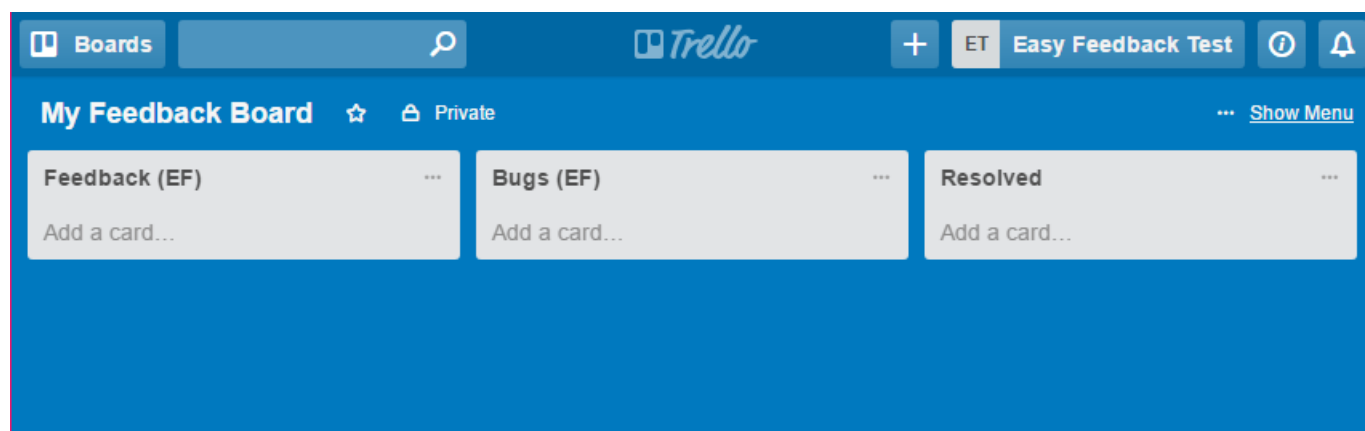 Boards Trello ET Easy Feedback Test
My Feedback Board Private ... Show Menu
Feedback (EF) ... Bugs (EF) ... Resolved ...
Add a card... Add a card... Add a card...